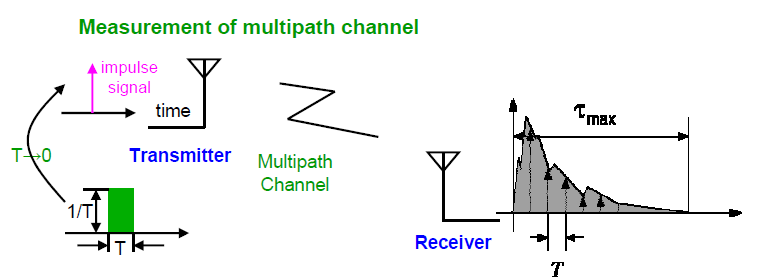 Measurement of multipath channel
impulse
signal
time
T→0
Transmitter
Multipath
Channel
1/T
T
Receiver
τmax
T